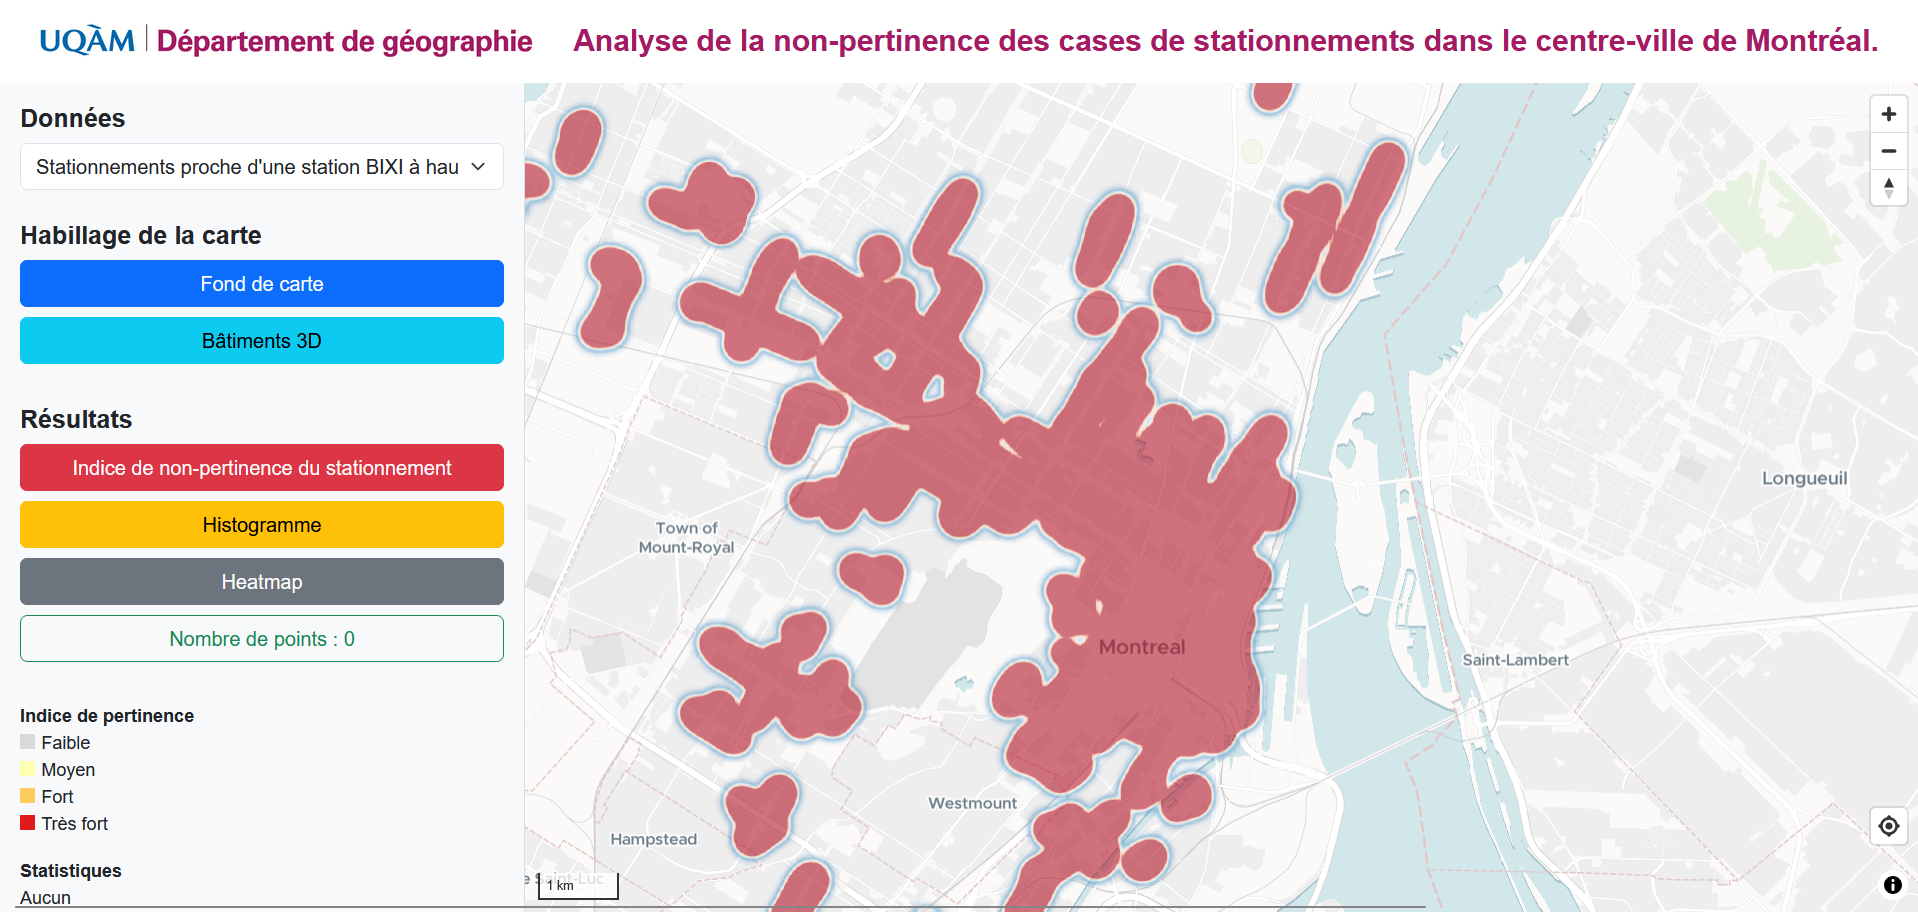 UQÀM | Département de géographie
Analyse de la non-pertinence des cases de stationnements dans le centre-ville de Montréal.
Données
Stationnements proche d'une station BIXI à hau
Habillage de la carte
Fond de carte
Bâtiments 3D
Résultats
Indice de non-pertinence du stationnement
Histogramme
Heatmap
Nombre de points : 0
Indice de pertinence
Faible
Moyen
Fort
Très fort
Statistiques
Aucun
Town of
Mount-Royal
Montreal
Westmount
Hampstead
e Saint-Luc
1 km
Longueuil
Saint-Lambert